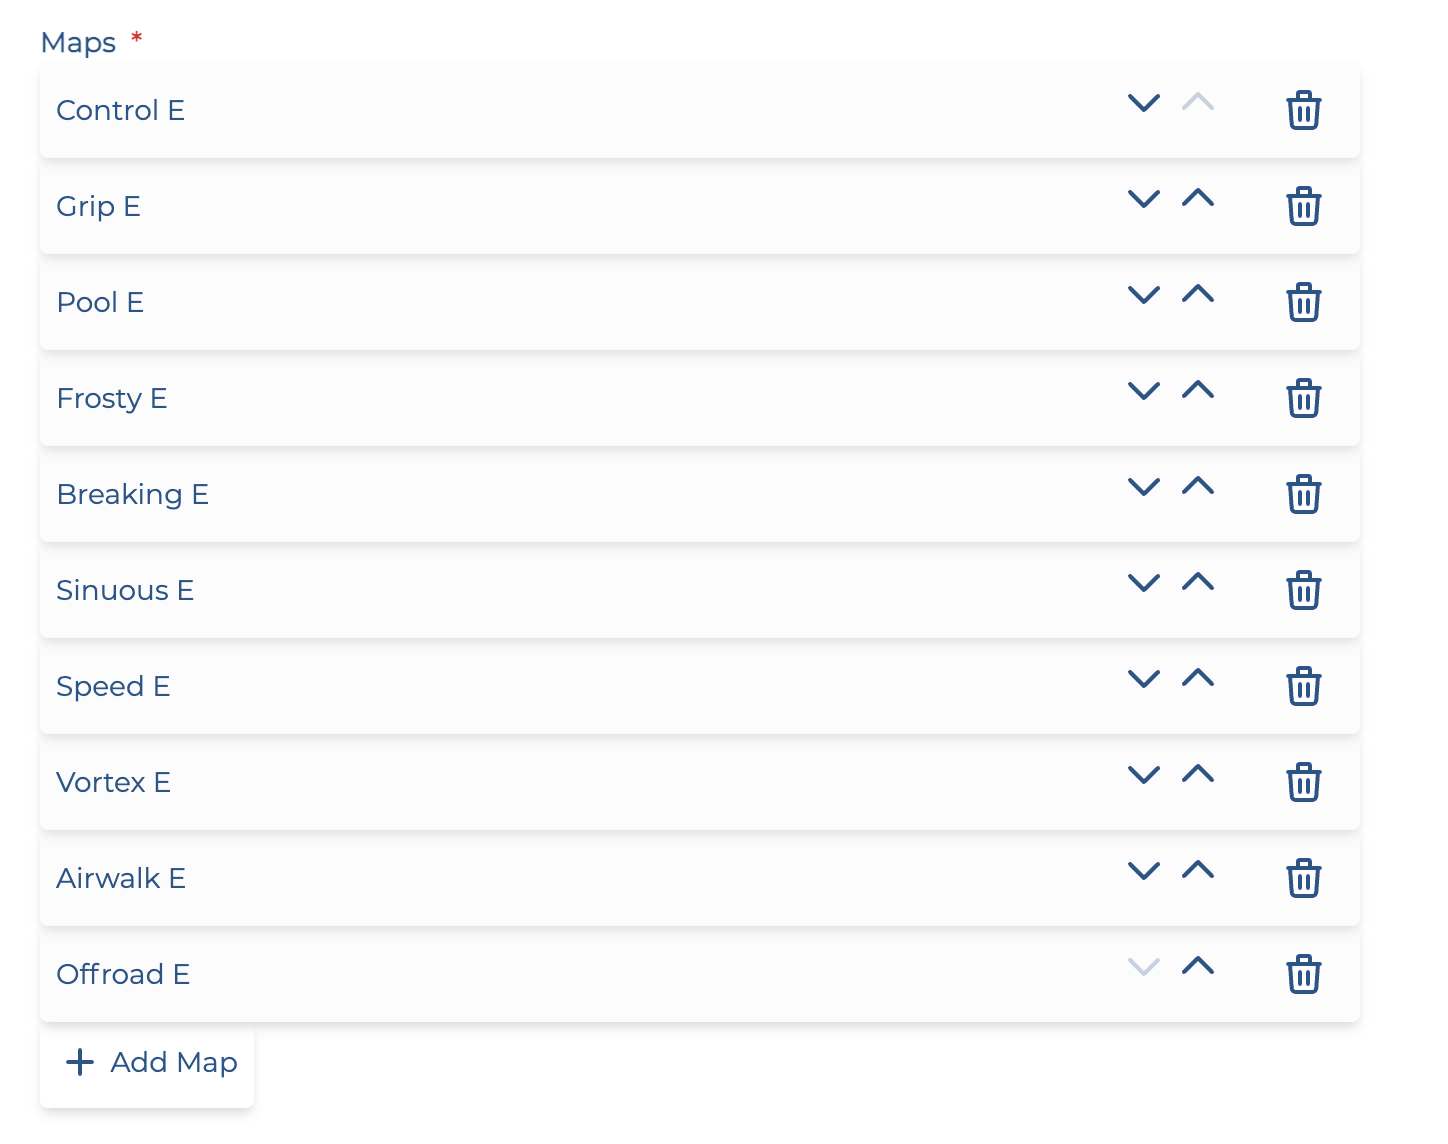 Maps *
Control E
Grip E
Pool E
Frosty E
Breaking E
Sinuous E
Speed E
Vortex E
Airwalk E
Offroad E
Add Map